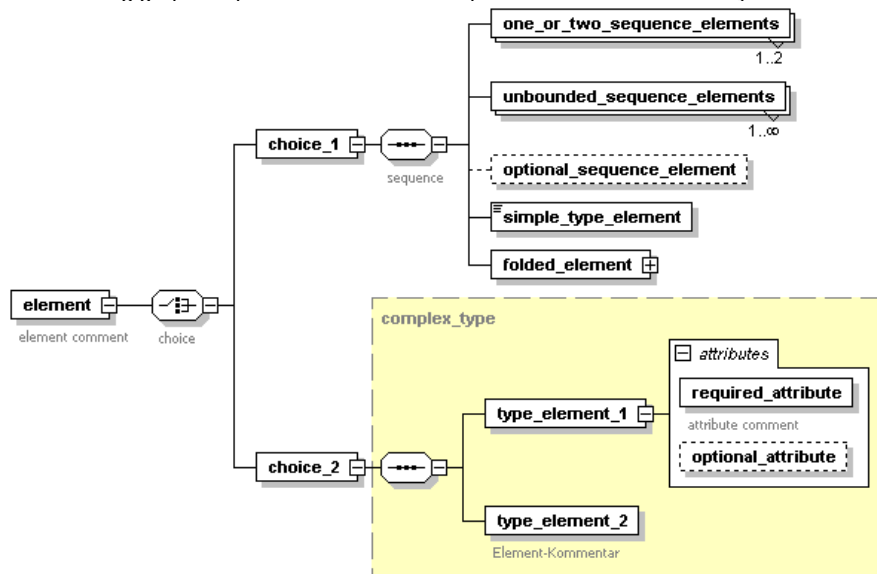 one_or_two_sequence_elements
1..2
unbounded_sequence_elements
1..∞
choice_1
sequence
optional_sequence_element
simple_type_element
folded_element
element
element comment
choice
complex_type
attributes
required_attribute
attribute comment
optional_attribute
type_element_1
choice_2
type_element_2
Element-Kommentar